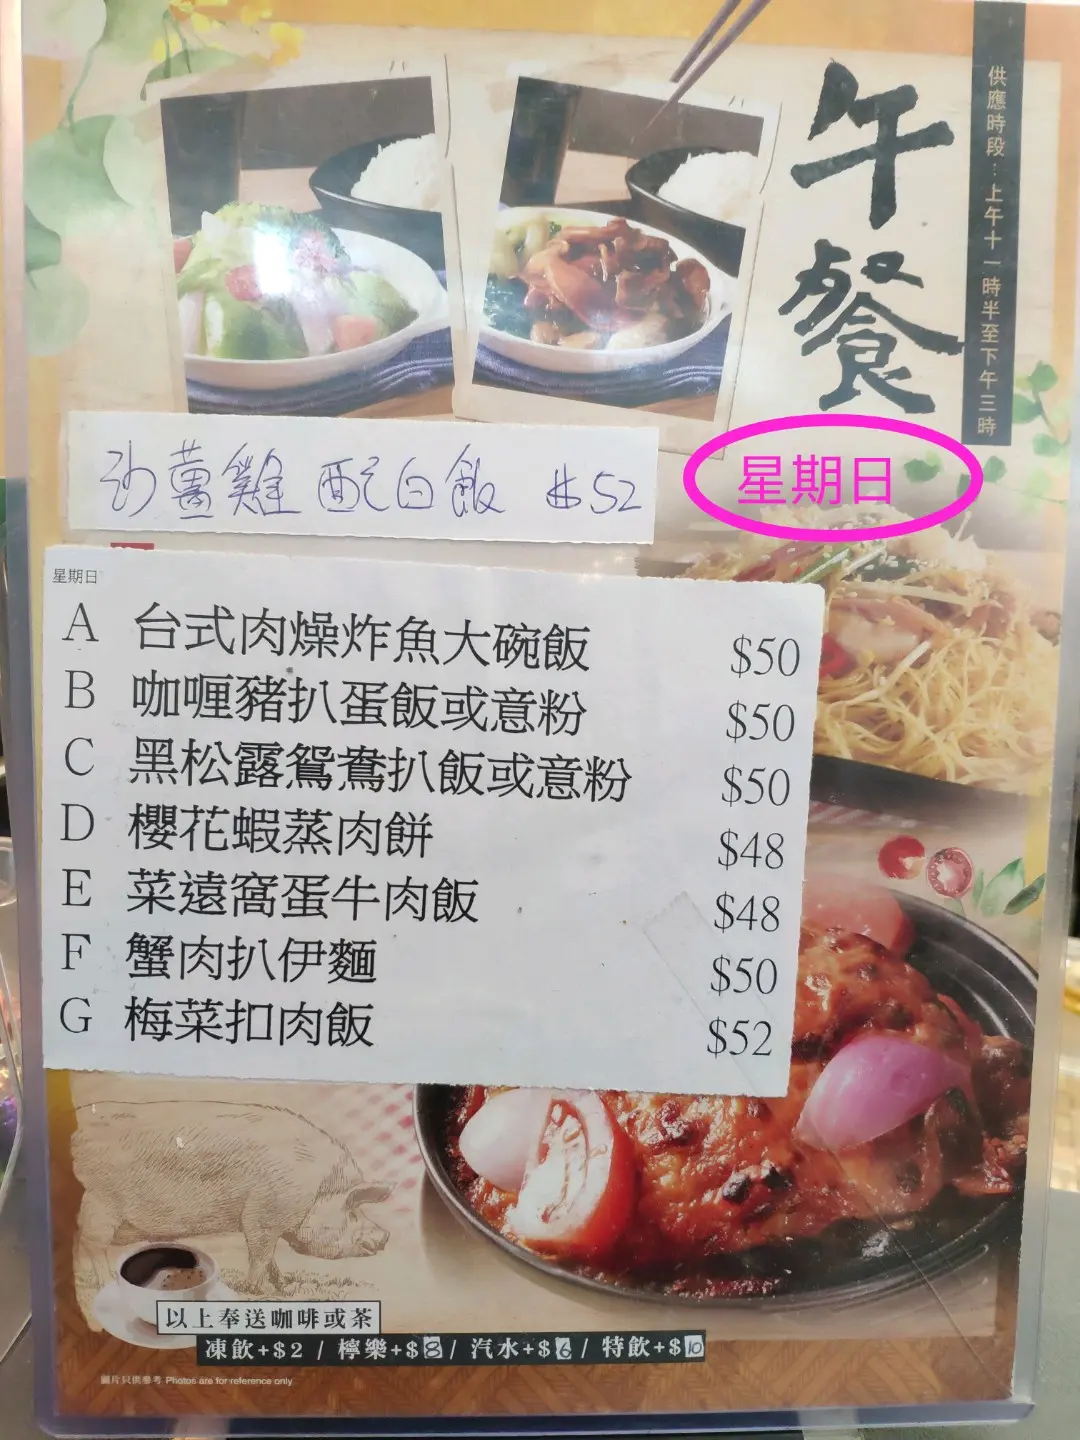 午餐
供應時段：上午十一時半至下午三時
沙薑雞 配白飯 $52
星期日
星期日
A 台式肉燥炸魚大碗飯 $50
B 咖喱豬扒蛋飯或意粉 $50
C 黑松露鴛鴦扒飯或意粉 $50
D 櫻花蝦蒸肉餅 $48
E 菜遠窩蛋牛肉飯 $48
F 蟹肉扒伊麵 $50
G 梅菜扣肉飯 $52
以上奉送咖啡或茶
凍飲+$2 / 檸樂+$8 / 汽水+$6 / 特飲+$10
圖片只供參考 Photos are for reference only